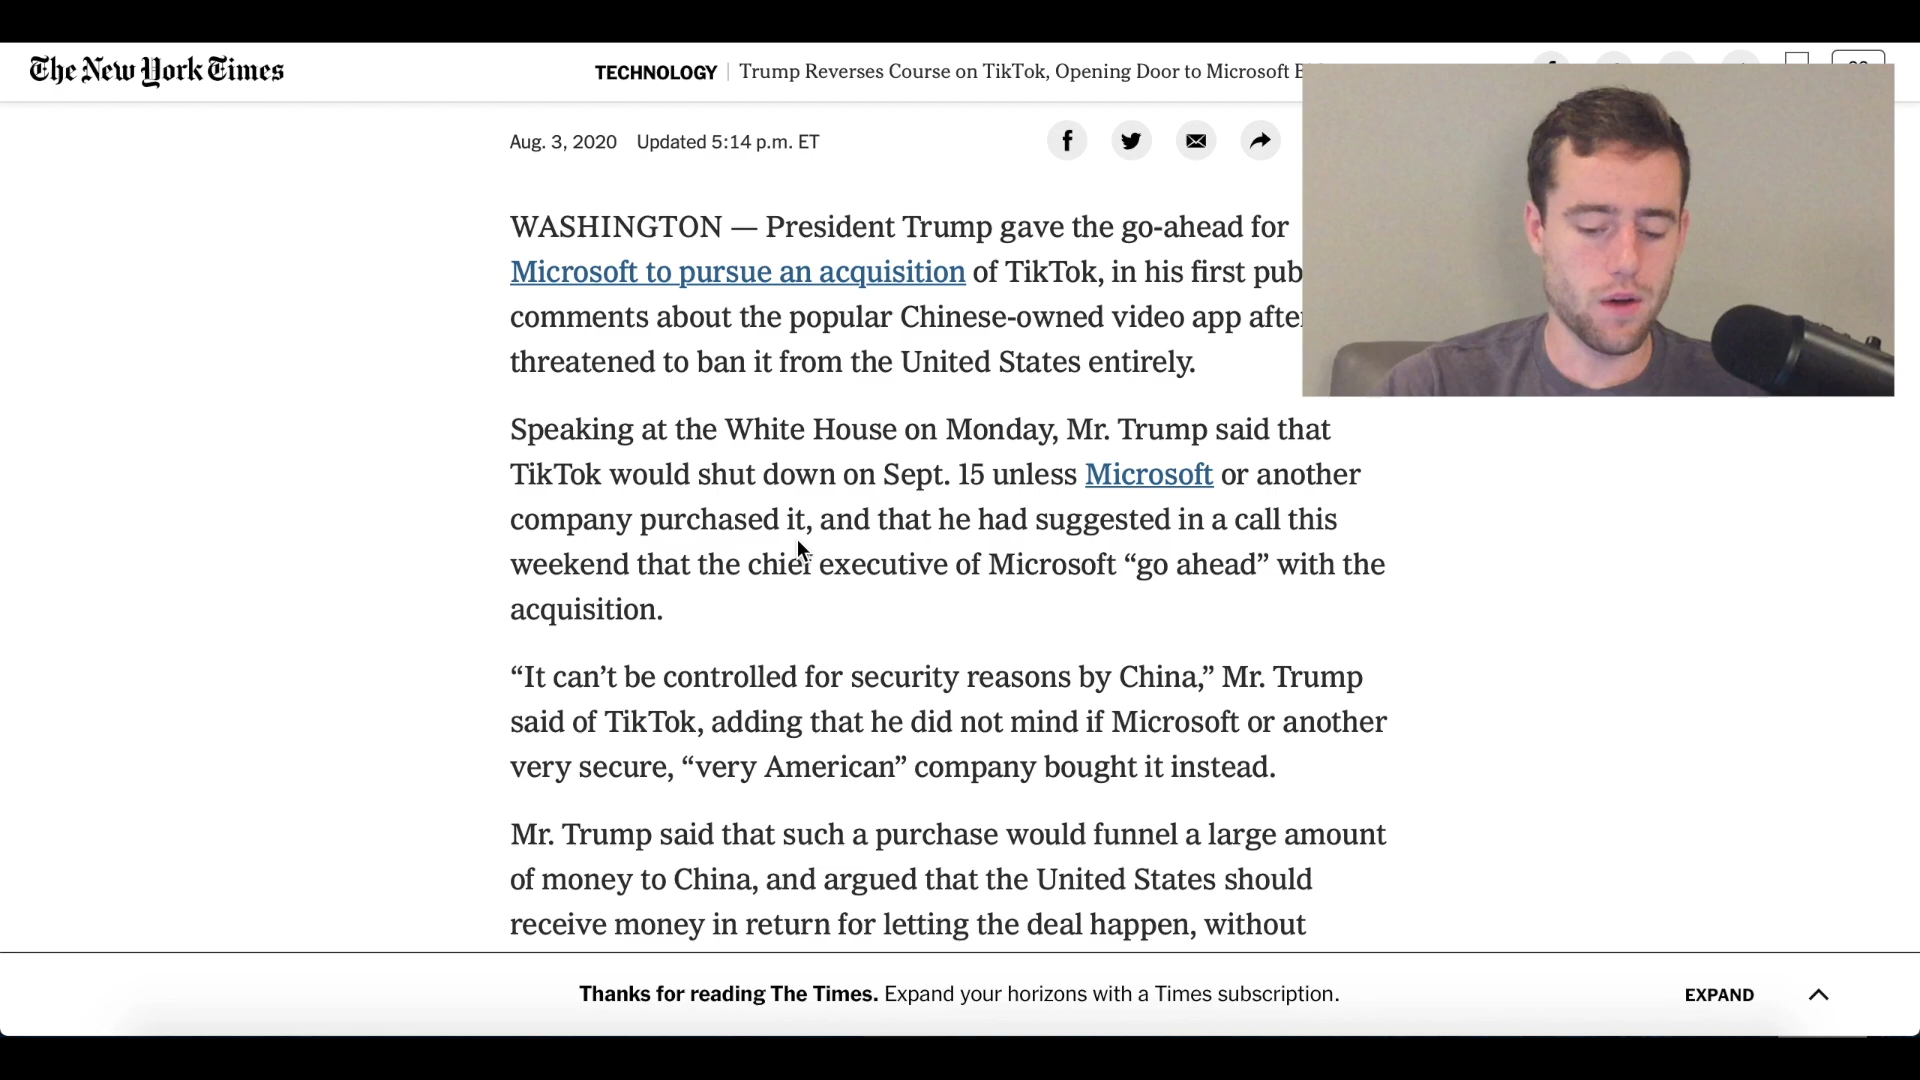 The New York Times
TECHNOLOGY | Trump Reverses Course on TikTok, Opening Door to Microsoft
Aug. 3, 2020 Updated 5:14 p.m. ET
WASHINGTON — President Trump gave the go-ahead for
Microsoft to pursue an acquisition of TikTok, in his first pub
comments about the popular Chinese-owned video app after
threatened to ban it from the United States entirely.
Speaking at the White House on Monday, Mr. Trump said that
TikTok would shut down on Sept. 15 unless Microsoft or another
company purchased it, and that he had suggested in a call this
weekend that the chief executive of Microsoft “go ahead” with the
acquisition.
“It can’t be controlled for security reasons by China,” Mr. Trump
said of TikTok, adding that he did not mind if Microsoft or another
very secure, “very American” company bought it instead.
Mr. Trump said that such a purchase would funnel a large amount
of money to China, and argued that the United States should
receive money in return for letting the deal happen, without
Thanks for reading The Times. Expand your horizons with a Times subscription.
EXPAND